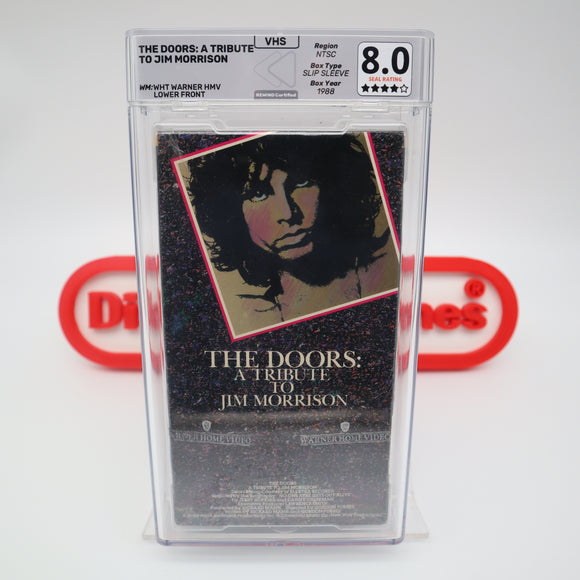 THE DOORS: A TRIBUTE
TO JIM MORRISON
WM:WHT WARNER HMV
LOWER FRONT
VHS
REWIND Certified
Region
NTSC
Box Type
SLIP SLEEVE
Box Year
1988
8.0
SEAL RATING
THE DOORS:
A TRIBUTE
TO
JIM MORRISON
HOME VIDEO
WARNER HOME VIDEO
THE DOORS
A TRIBUTE TO JIM MORRISON